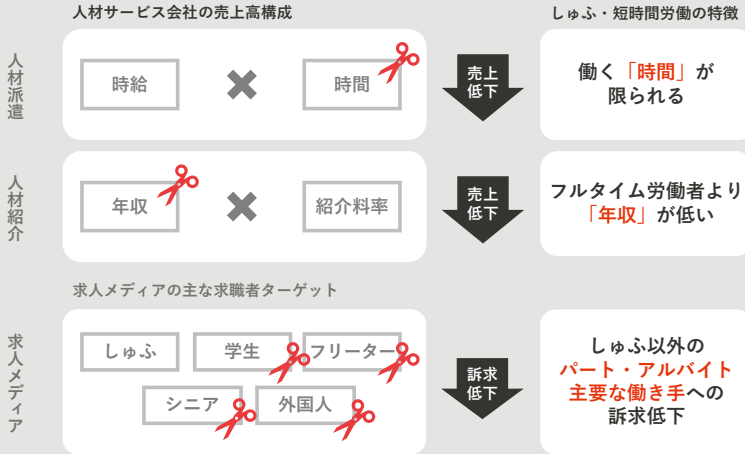 人材サービス会社の売上高構成
しゅふ・短時間労働の特徴
人材派遣
時給
時間
売上
低下
働く「時間」が
限られる
人材紹介
年収
紹介料率
売上
低下
フルタイム労働者より
「年収」が低い
求人メディアの主な求職者ターゲット
求人メディア
しゅふ
学生
フリーター
シニア
外国人
訴求
低下
しゅふ以外の
パート・アルバイト
主要な働き手への
訴求低下